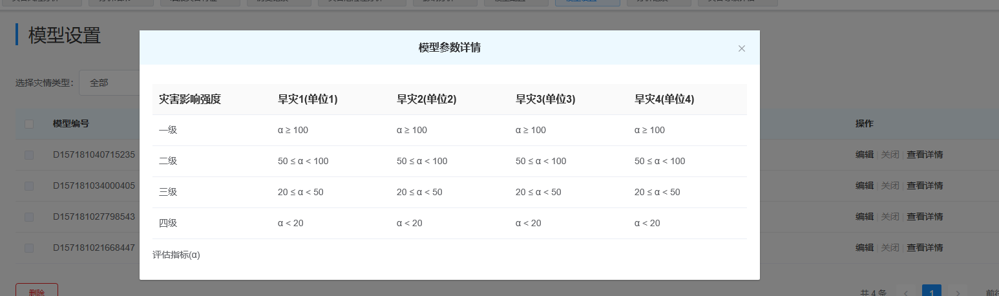 模型设置
模型参数详情
选择灾情类型： 全部
灾害影响强度 旱灾1(单位1) 旱灾2(单位2) 旱灾3(单位3) 旱灾4(单位4)
一级 α ≥ 100 α ≥ 100 α ≥ 100 α ≥ 100
二级 50 ≤ α < 100 50 ≤ α < 100 50 ≤ α < 100 50 ≤ α < 100
三级 20 ≤ α < 50 20 ≤ α < 50 20 ≤ α < 50 20 ≤ α < 50
四级 α < 20 α < 20 α < 20 α < 20
评估指标(α)
模型编号 操作
D157181040715235 编辑 | 关闭 | 查看详情
D157181034000405 编辑 | 关闭 | 查看详情
D157181027798543 编辑 | 关闭 | 查看详情
D157181021668447 编辑 | 关闭 | 查看详情
删除 共 4 条 1 前往